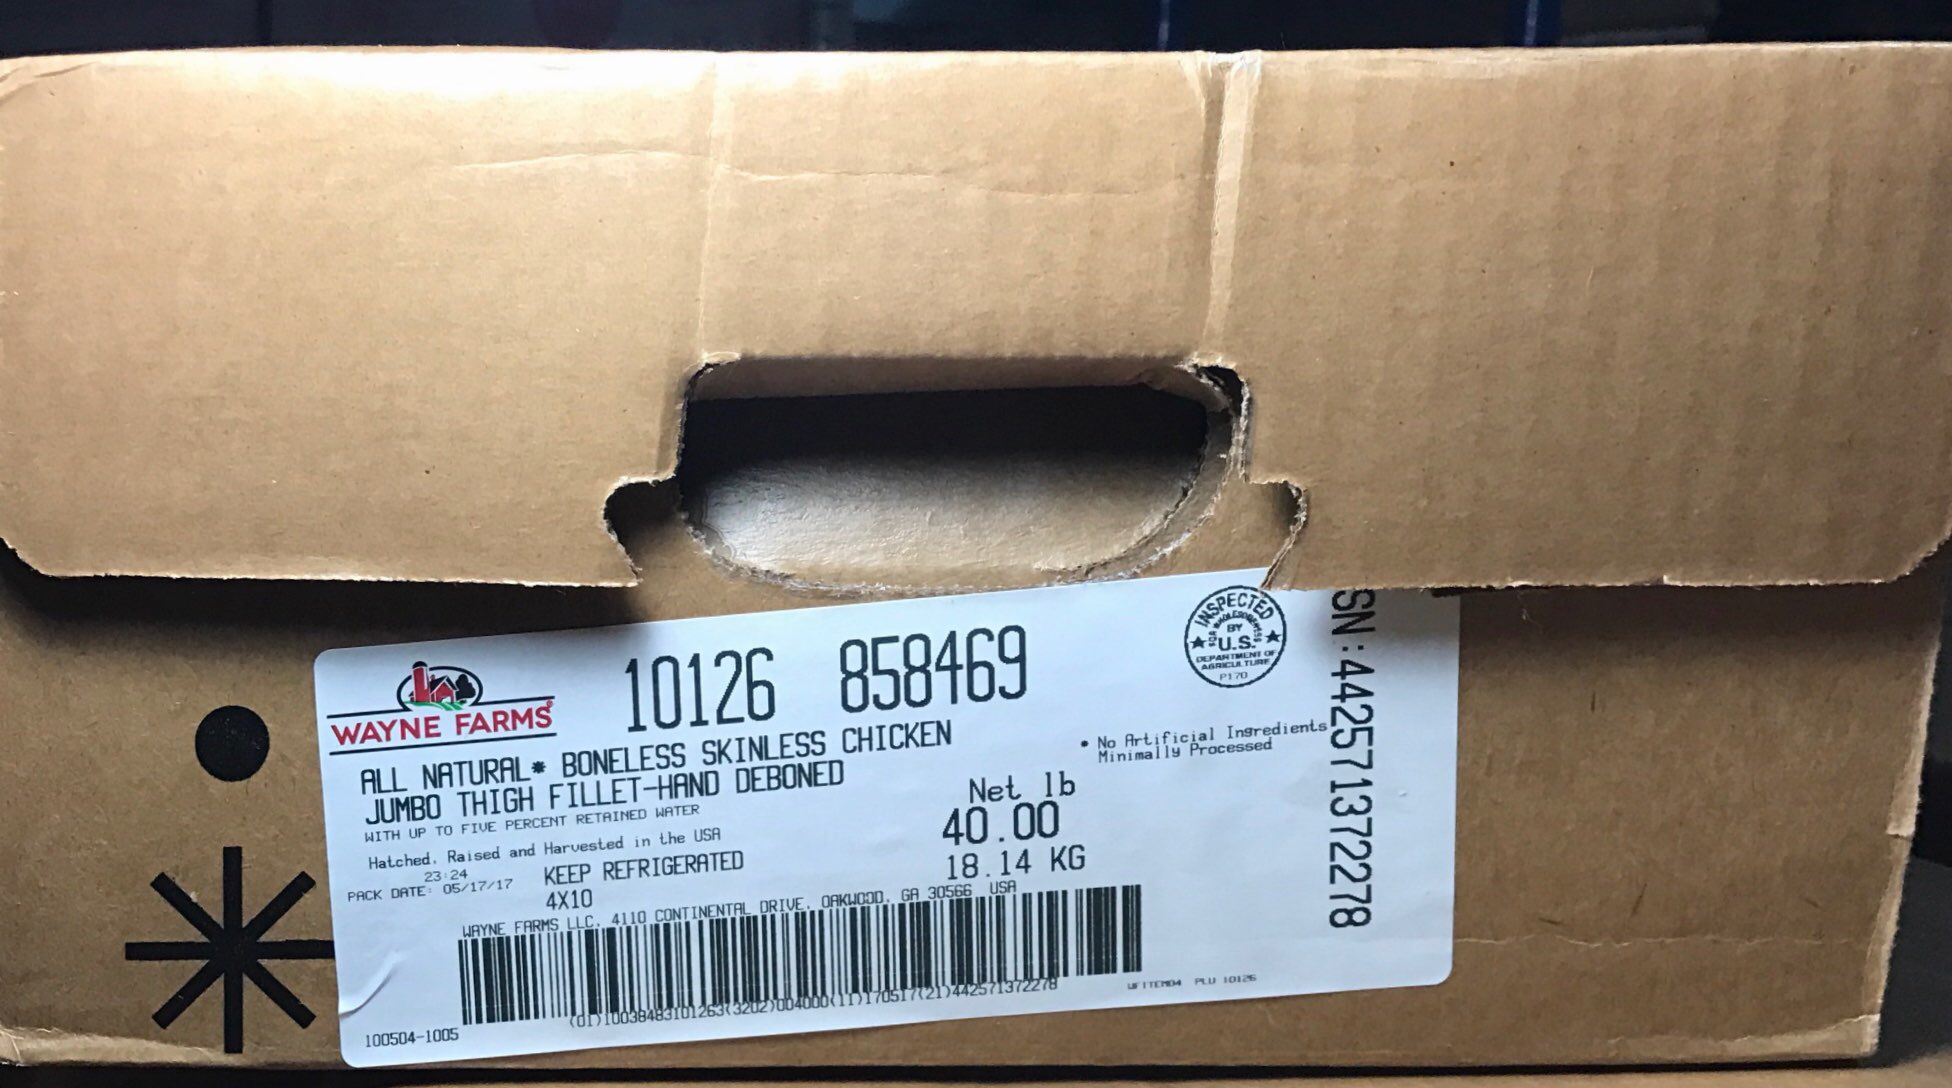 WAYNE FARMS®
10126 858469
INSPECTED
FOR WHOLESOMENESS
BY
U.S.
DEPARTMENT OF
AGRICULTURE
P170
ALL NATURAL* BONELESS SKINLESS CHICKEN
JUMBO THIGH FILLET-HAND DEBONED
WITH UP TO FIVE PERCENT RETAINED WATER
* No Artificial Ingredients
Minimally Processed
Net lb
40.00
18.14 KG
Hatched, Raised and Harvested in the USA
23:24
PACK DATE: 05/17/17
KEEP REFRIGERATED
4X10
WAYNE FARMS LLC. 4110 CONTINENTAL DRIVE, OAKWOOD, GA 30566 USA
(01)10038483101263(3202)004000(11)170517(21)442571372278
WFITEM04 PLU 10126
100504-1005
SN:442571372278